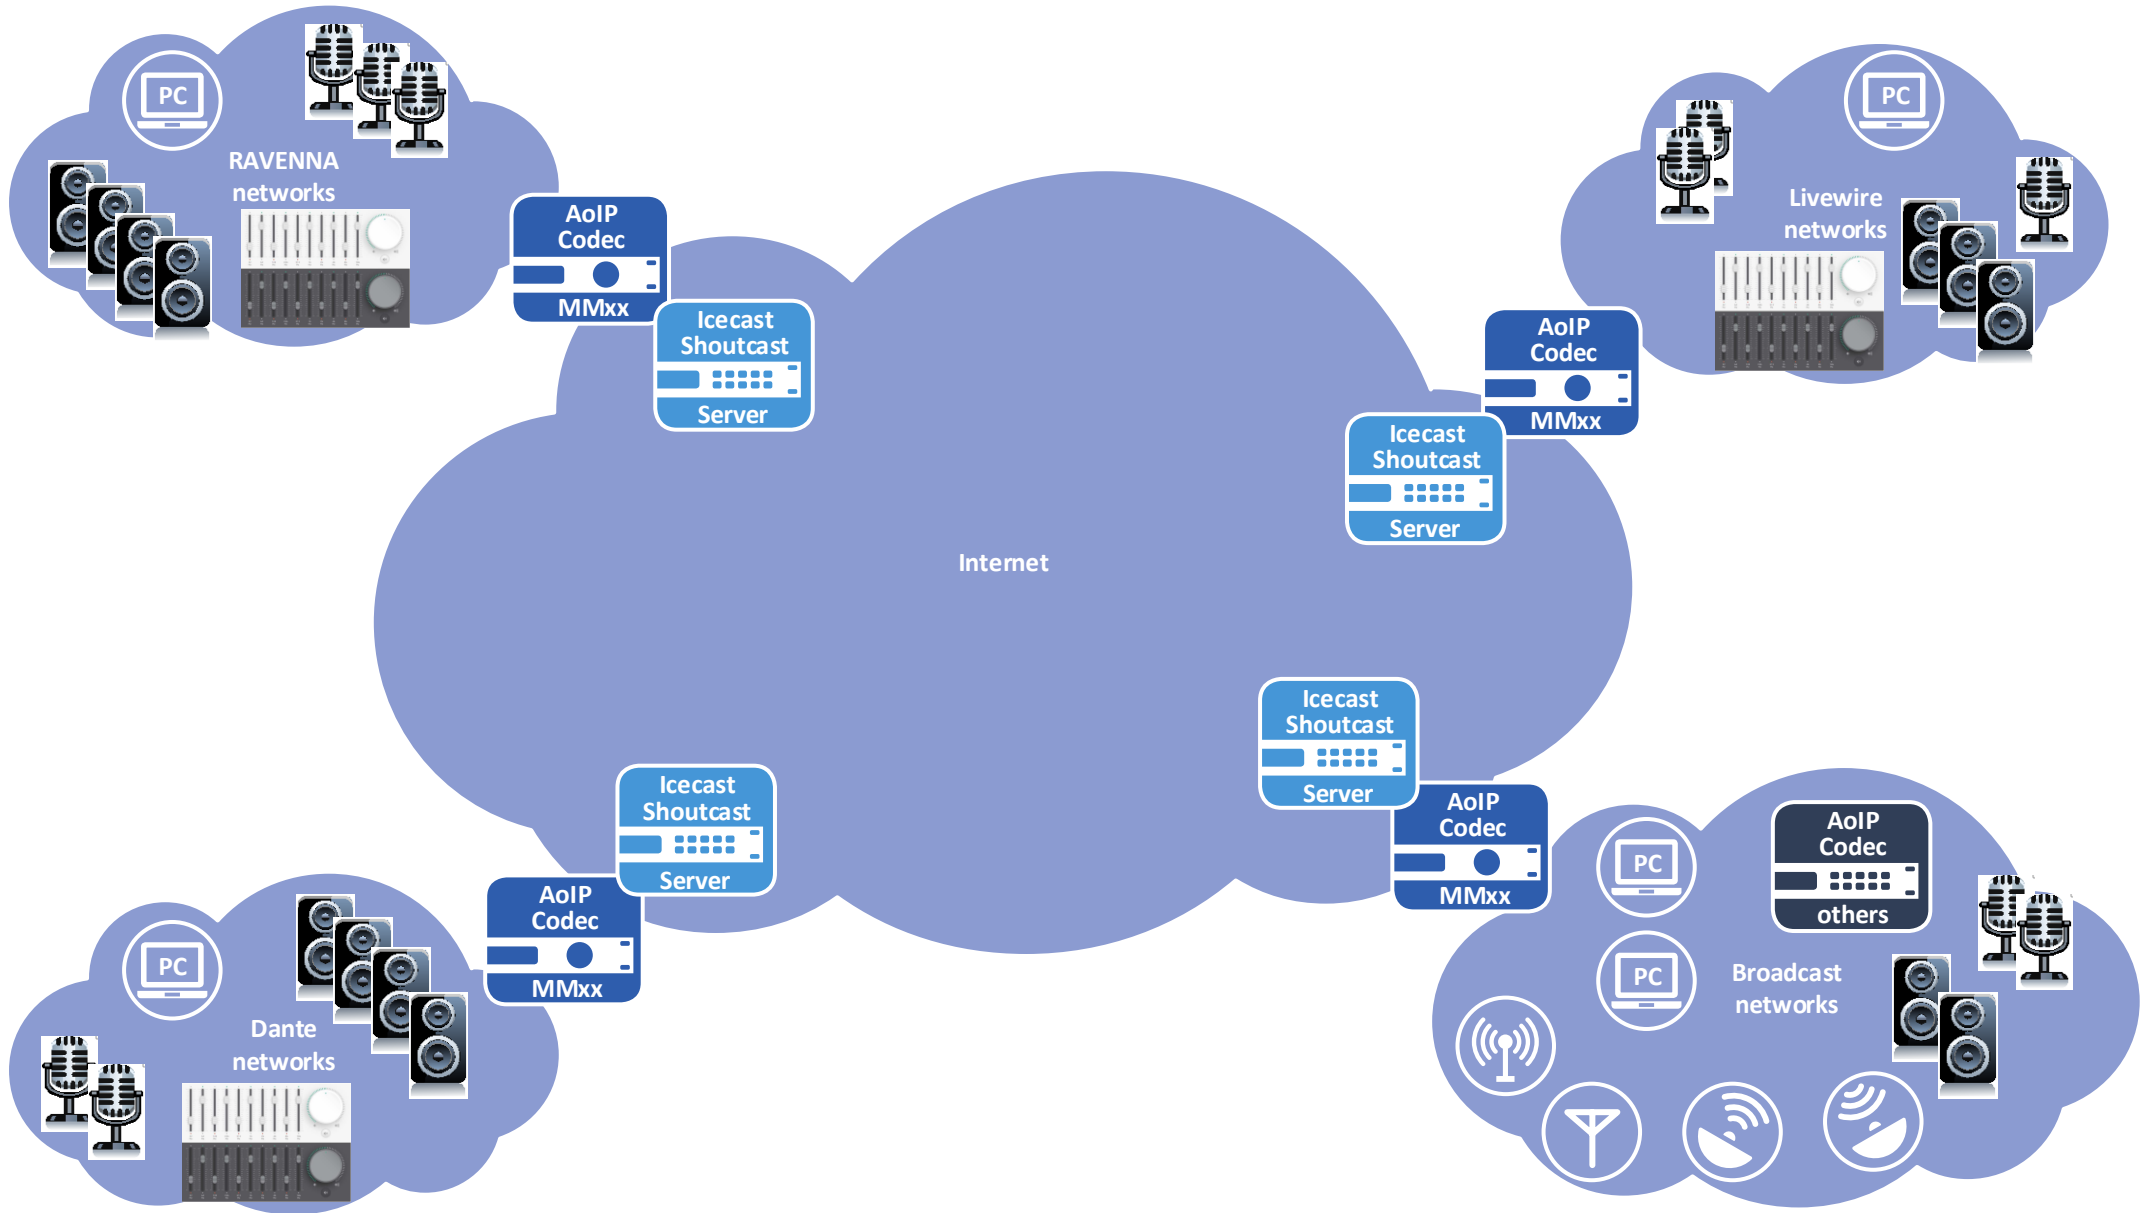 PC
RAVENNA
networks
AoIP
Codec
MMxx
Icecast
Shoutcast
Server
PC
Livewire
networks
AoIP
Codec
MMxx
Icecast
Shoutcast
Server
Internet
Icecast
Shoutcast
Server
AoIP
Codec
MMxx
Icecast
Shoutcast
Server
AoIP
Codec
MMxx
PC
Dante
networks
PC
AoIP
Codec
others
PC
Broadcast
networks